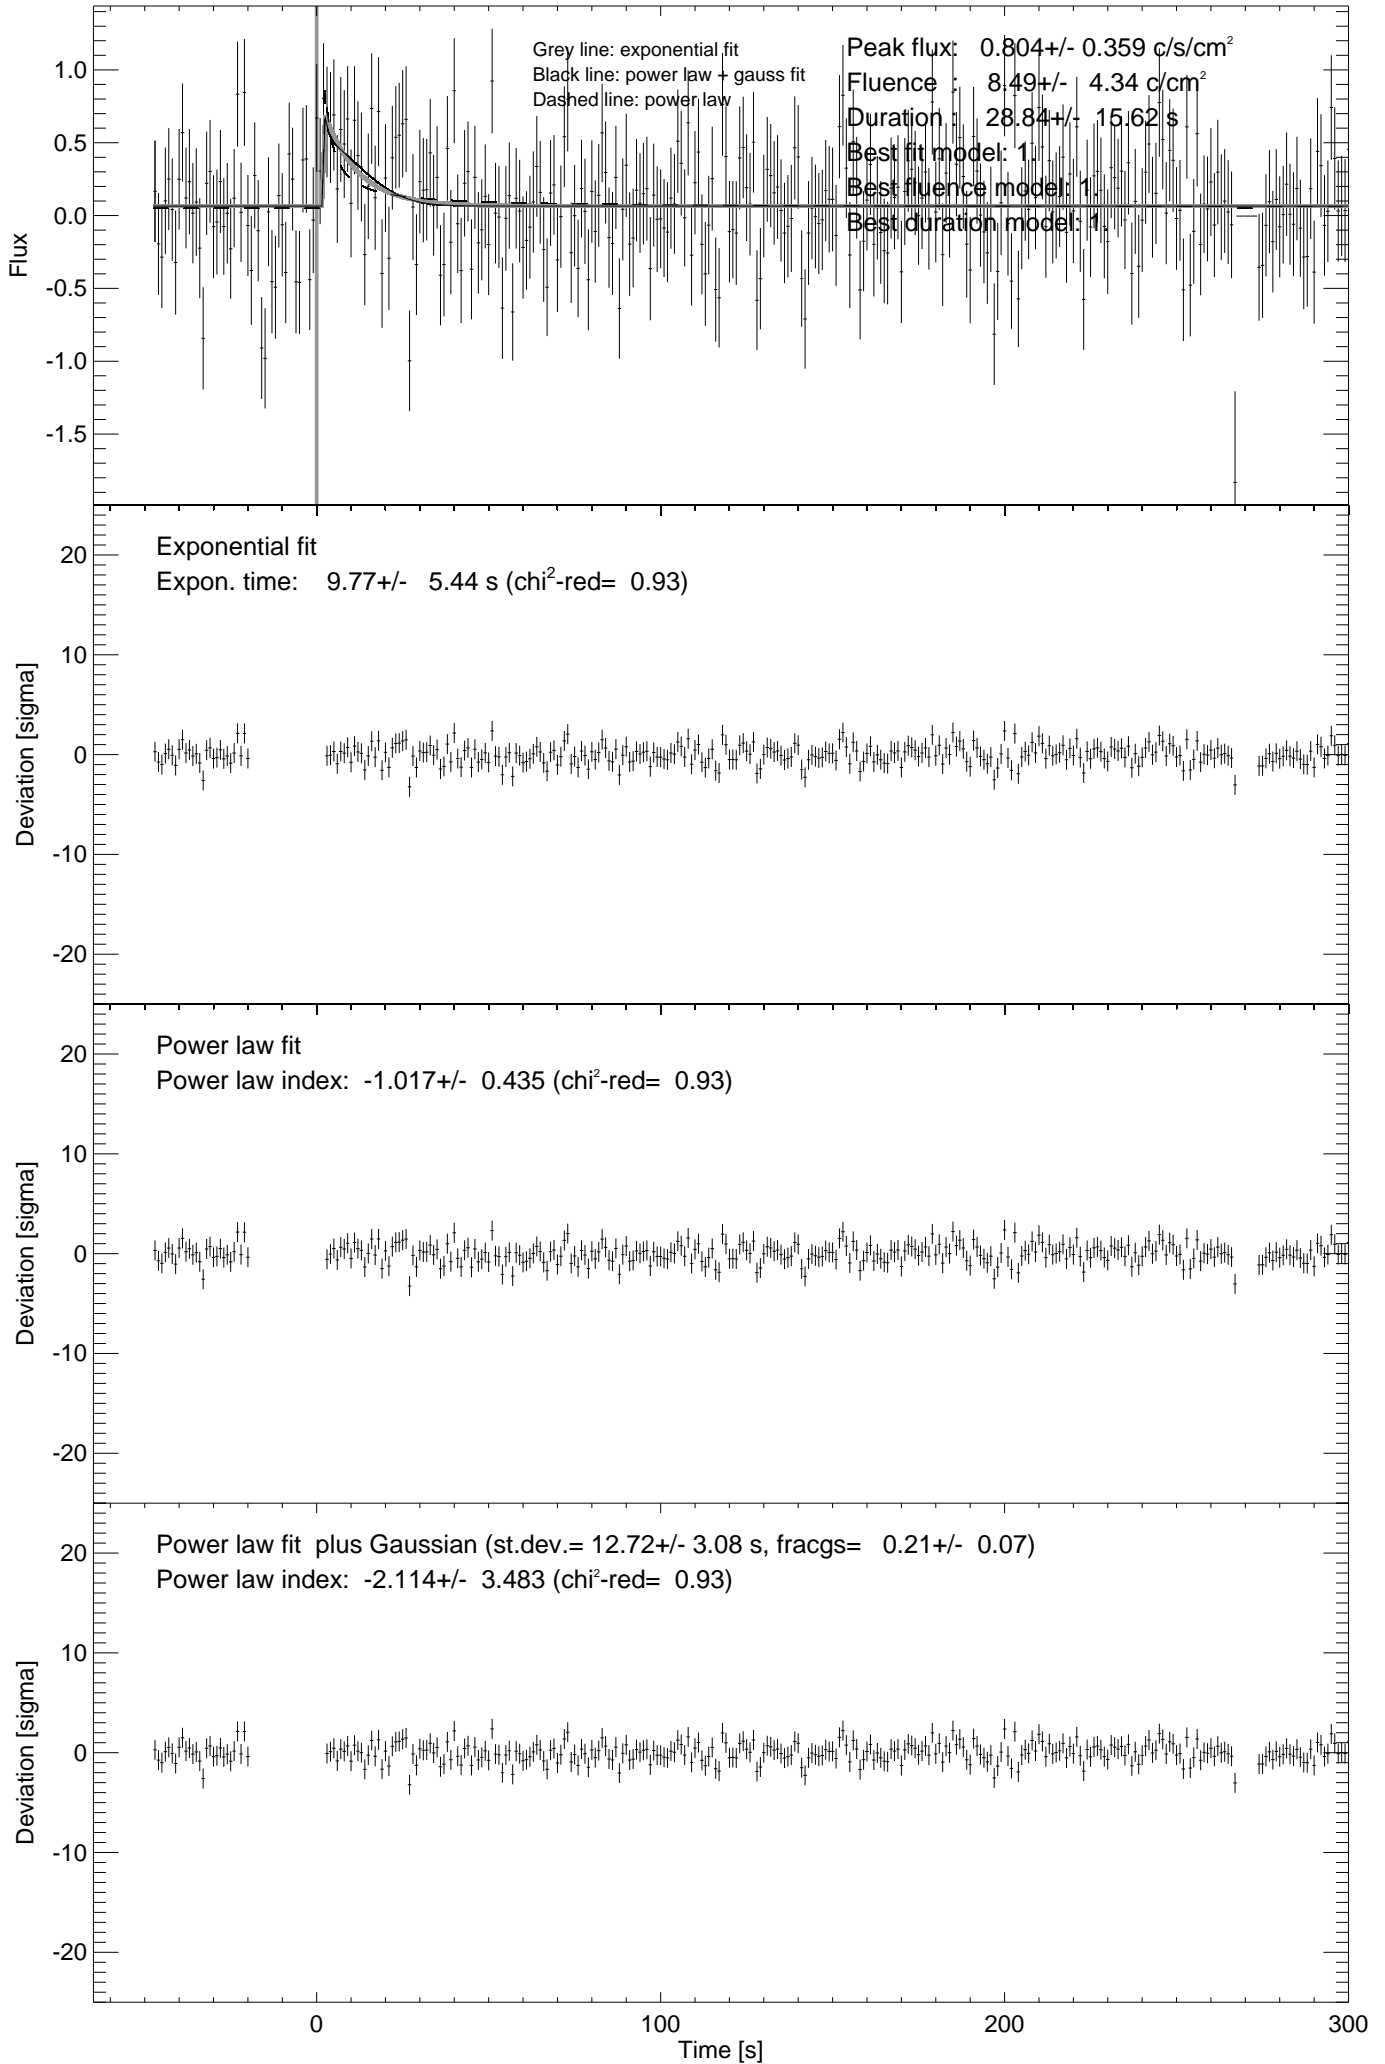 Grey line: exponential fit
Black line: power law + gauss fit
Dashed line: power law
Peak flux: 0.804+/- 0.359 c/s/cm²
Fluence : 8.49+/- 4.34 c/cm²
Duration : 28.84+/- 15.62 s
Best fit model: 1.
Best fluence model: 1.
Best duration model: 1.
1.0
0.5
0.0
-0.5
-1.0
-1.5
Flux
Exponential fit
Expon. time: 9.77+/- 5.44 s (chi²-red= 0.93)
20
10
0
-10
-20
Deviation [sigma]
Power law fit
Power law index: -1.017+/- 0.435 (chi²-red= 0.93)
20
10
0
-10
-20
Deviation [sigma]
Power law fit plus Gaussian (st.dev.= 12.72+/- 3.08 s, fracgs= 0.21+/- 0.07)
Power law index: -2.114+/- 3.483 (chi²-red= 0.93)
20
10
0
-10
-20
Deviation [sigma]
0 100 200 300
Time [s]